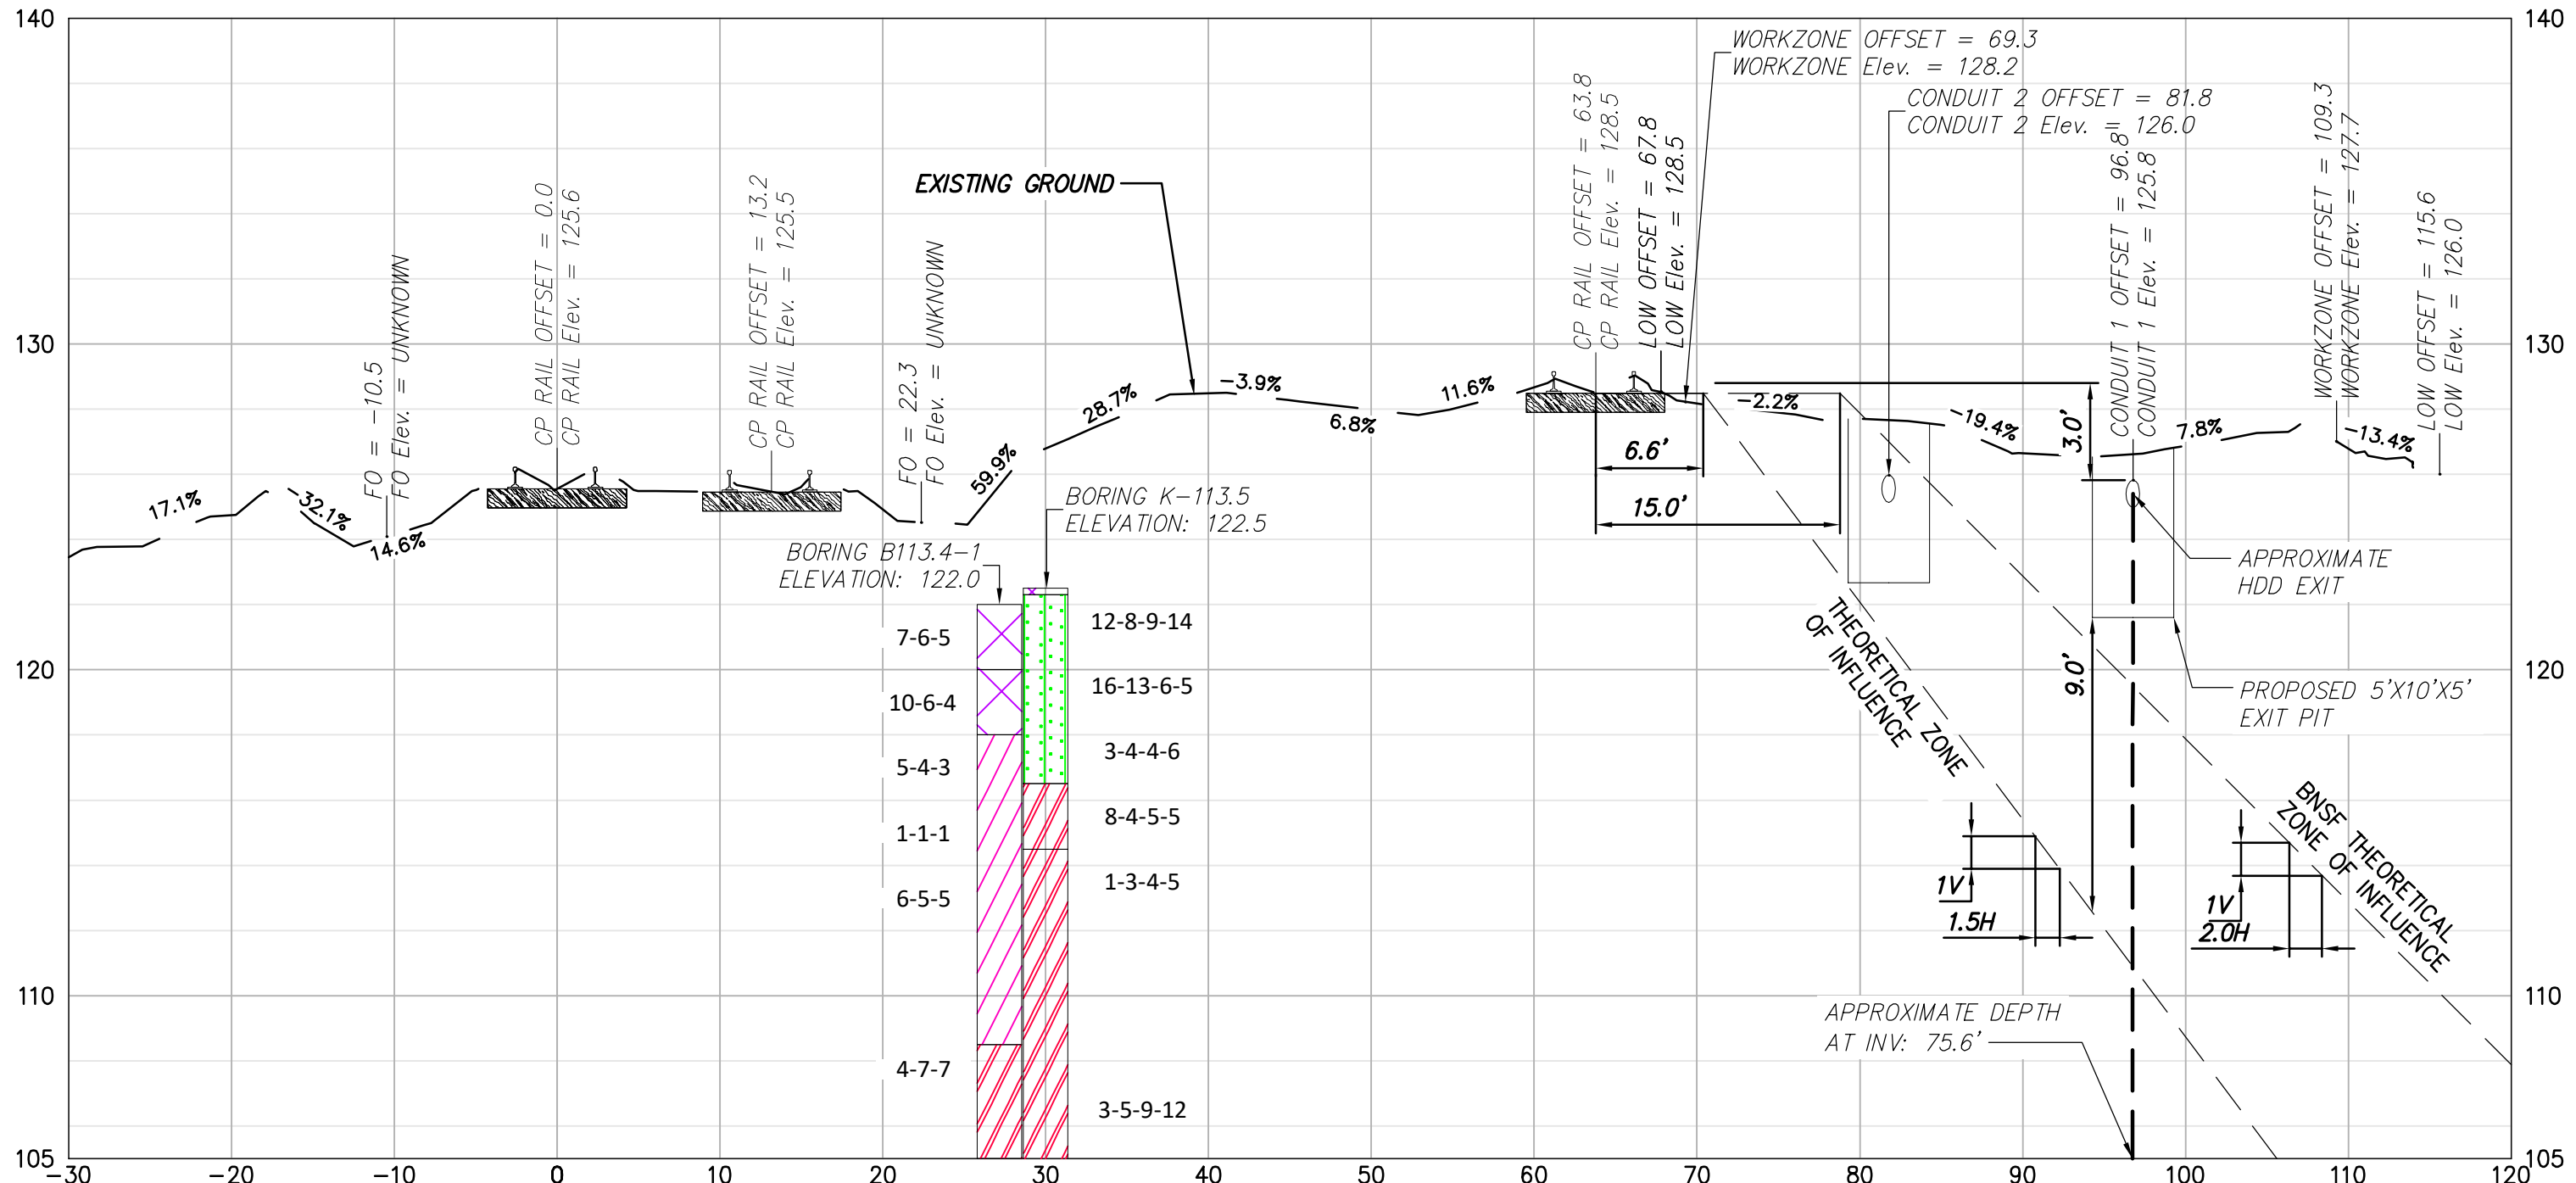 140
140
WORKZONE OFFSET = 69.3
WORKZONE Elev. = 128.2
CONDUIT 2 OFFSET = 81.8
CONDUIT 2 Elev. = 126.0
EXISTING GROUND
FO = -10.5
FO Elev. = UNKNOWN
CP RAIL OFFSET = 0.0
CP RAIL Elev. = 125.6
CP RAIL OFFSET = 13.2
CP RAIL Elev. = 125.5
FO = 22.3
FO Elev. = UNKNOWN
CP RAIL OFFSET = 63.8
CP RAIL Elev. = 128.5
LOW OFFSET = 67.8
LOW Elev. = 128.5
CONDUIT 1 OFFSET = 96.8
CONDUIT 1 Elev. = 125.8
WORKZONE OFFSET = 109.3
WORKZONE Elev. = 127.7
LOW OFFSET = 115.6
LOW Elev. = 126.0
130
130
17.1%
-32.1%
14.6%
59.9%
28.7%
-3.9%
6.8%
11.6%
-2.2%
-19.4%
7.8%
-13.4%
3.0'
6.6'
15.0'
BORING K-113.5
ELEVATION: 122.5
BORING B113.4-1
ELEVATION: 122.0
APPROXIMATE
HDD EXIT
7-6-5
10-6-4
5-4-3
1-1-1
6-5-5
4-7-7
12-8-9-14
16-13-6-5
3-4-4-6
8-4-5-5
1-3-4-5
3-5-9-12
120
120
THEORETICAL ZONE
OF INFLUENCE
9.0'
PROPOSED 5'X10'X5'
EXIT PIT
BNSF THEORETICAL
ZONE OF INFLUENCE
1V
1.5H
1V
2.0H
110
110
APPROXIMATE DEPTH
AT INV: 75.6'
105
105
-30 -20 -10 0 10 20 30 40 50 60 70 80 90 100 110 120